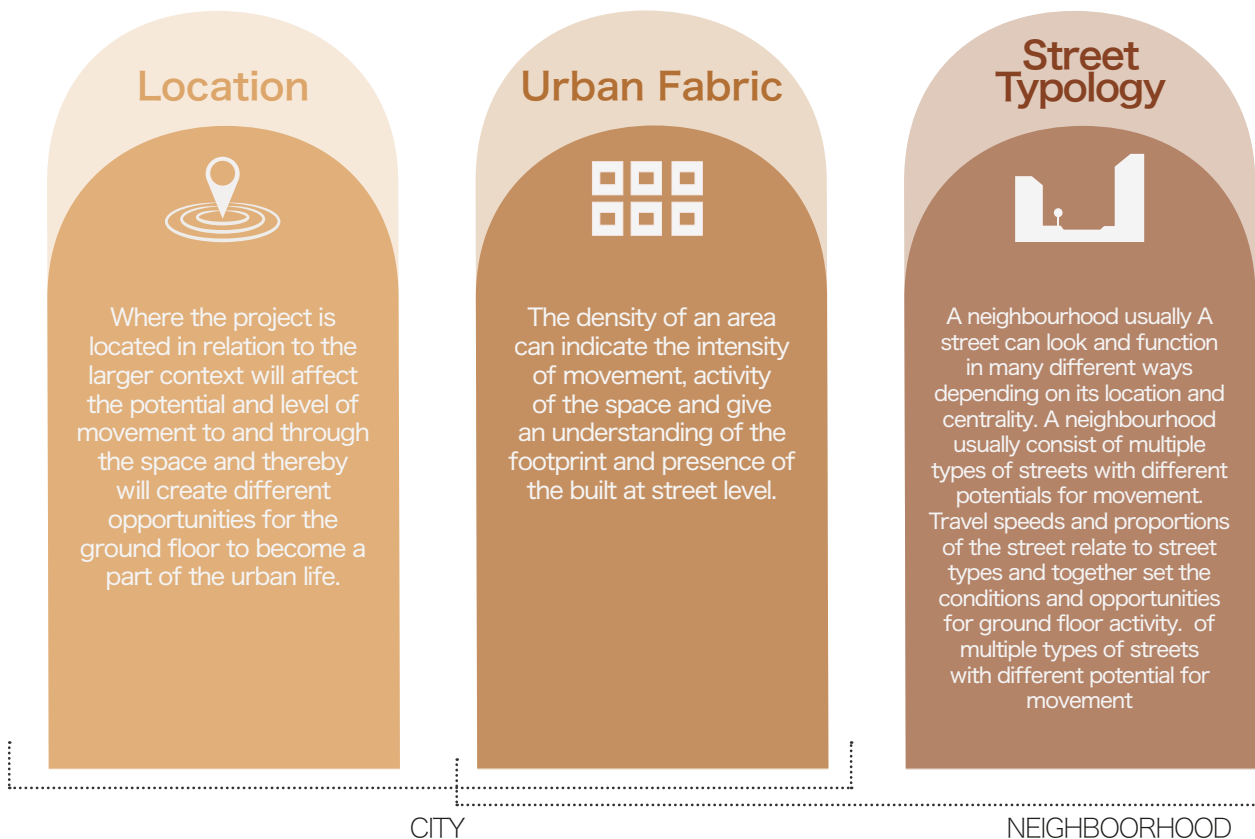 Location
Where the project is
located in relation to the
larger context will affect
the potential and level of
movement to and through
the space and thereby
will create different
opportunities for the
ground floor to become a
part of the urban life.
Urban Fabric
The density of an area
can indicate the intensity
of movement, activity
of the space and give
an understanding of the
footprint and presence of
the built at street level.
Street
Typology
A neighbourhood usually A
street can look and function
in many different ways
depending on its location and
centrality. A neighbourhood
usually consist of multiple
types of streets with different
potentials for movement.
Travel speeds and proportions
of the street relate to street
types and together set the
conditions and opportunities
for ground floor activity. of
multiple types of streets
with different potential for
movement
CITY
NEIGHBOORHOOD